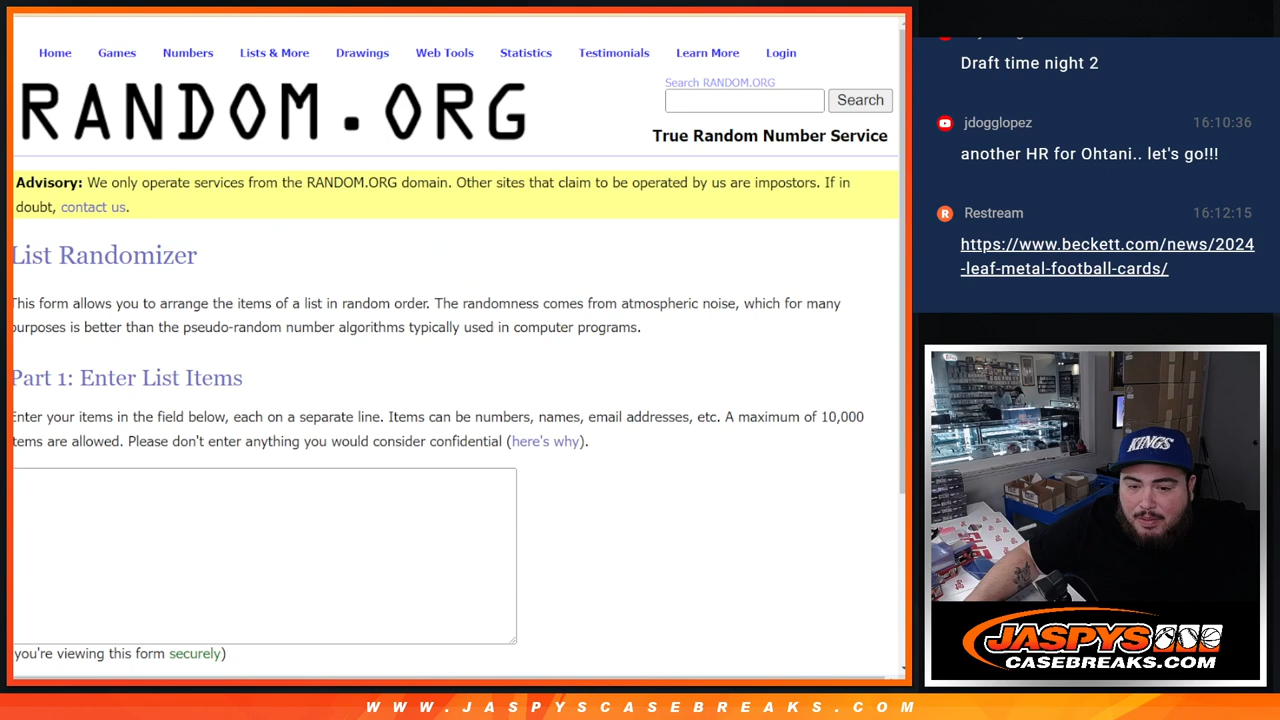 Home Games Numbers Lists & More Drawings Web Tools Statistics Testimonials Learn More Login
RANDOM.ORG
Search RANDOM.ORG
Search
True Random Number Service
Advisory: We only operate services from the RANDOM.ORG domain. Other sites that claim to be operated by us are impostors. If in
doubt, contact us.
List Randomizer
This form allows you to arrange the items of a list in random order. The randomness comes from atmospheric noise, which for many
purposes is better than the pseudo-random number algorithms typically used in computer programs.
Part 1: Enter List Items
Enter your items in the field below, each on a separate line. Items can be numbers, names, email addresses, etc. A maximum of 10,000
items are allowed. Please don't enter anything you would consider confidential (here's why).
you're viewing this form securely)
Draft time night 2
jdogglopez 16:10:36
another HR for Ohtani.. let's go!!!
R Restream 16:12:15
https://www.beckett.com/news/2024
-leaf-metal-football-cards/
KINGS
JASPYS
CASEBREAKS.COM
WWW.JASPYSCASEBREAKS.COM